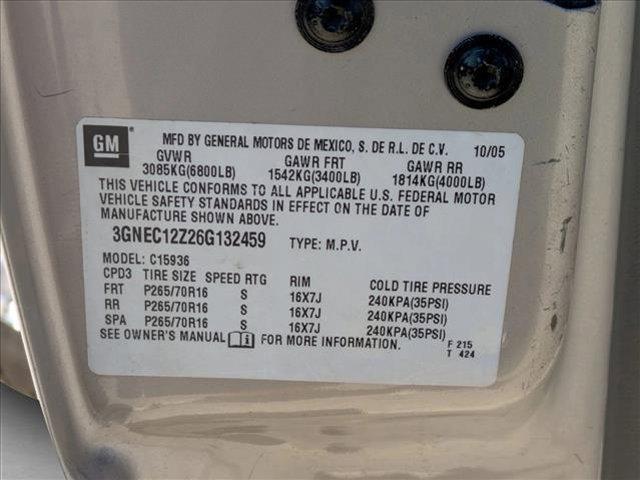 GM
MFD BY GENERAL MOTORS DE MEXICO, S. DE R.L. DE C.V. 10/05
GVWR GAWR FRT GAWR RR
3085KG(6800LB) 1542KG(3400LB) 1814KG(4000LB)
THIS VEHICLE CONFORMS TO ALL APPLICABLE U.S. FEDERAL MOTOR
VEHICLE SAFETY STANDARDS IN EFFECT ON THE DATE OF
MANUFACTURE SHOWN ABOVE.
3GNEC12Z26G132459 TYPE: M.P.V.
MODEL: C15936
CPD3 TIRE SIZE SPEED RTG RIM COLD TIRE PRESSURE
FRT P265/70R16 S 16X7J 240KPA(35PSI)
RR P265/70R16 S 16X7J 240KPA(35PSI)
SPA P265/70R16 S 16X7J 240KPA(35PSI)
SEE OWNER'S MANUAL FOR MORE INFORMATION.
F 215
T 424